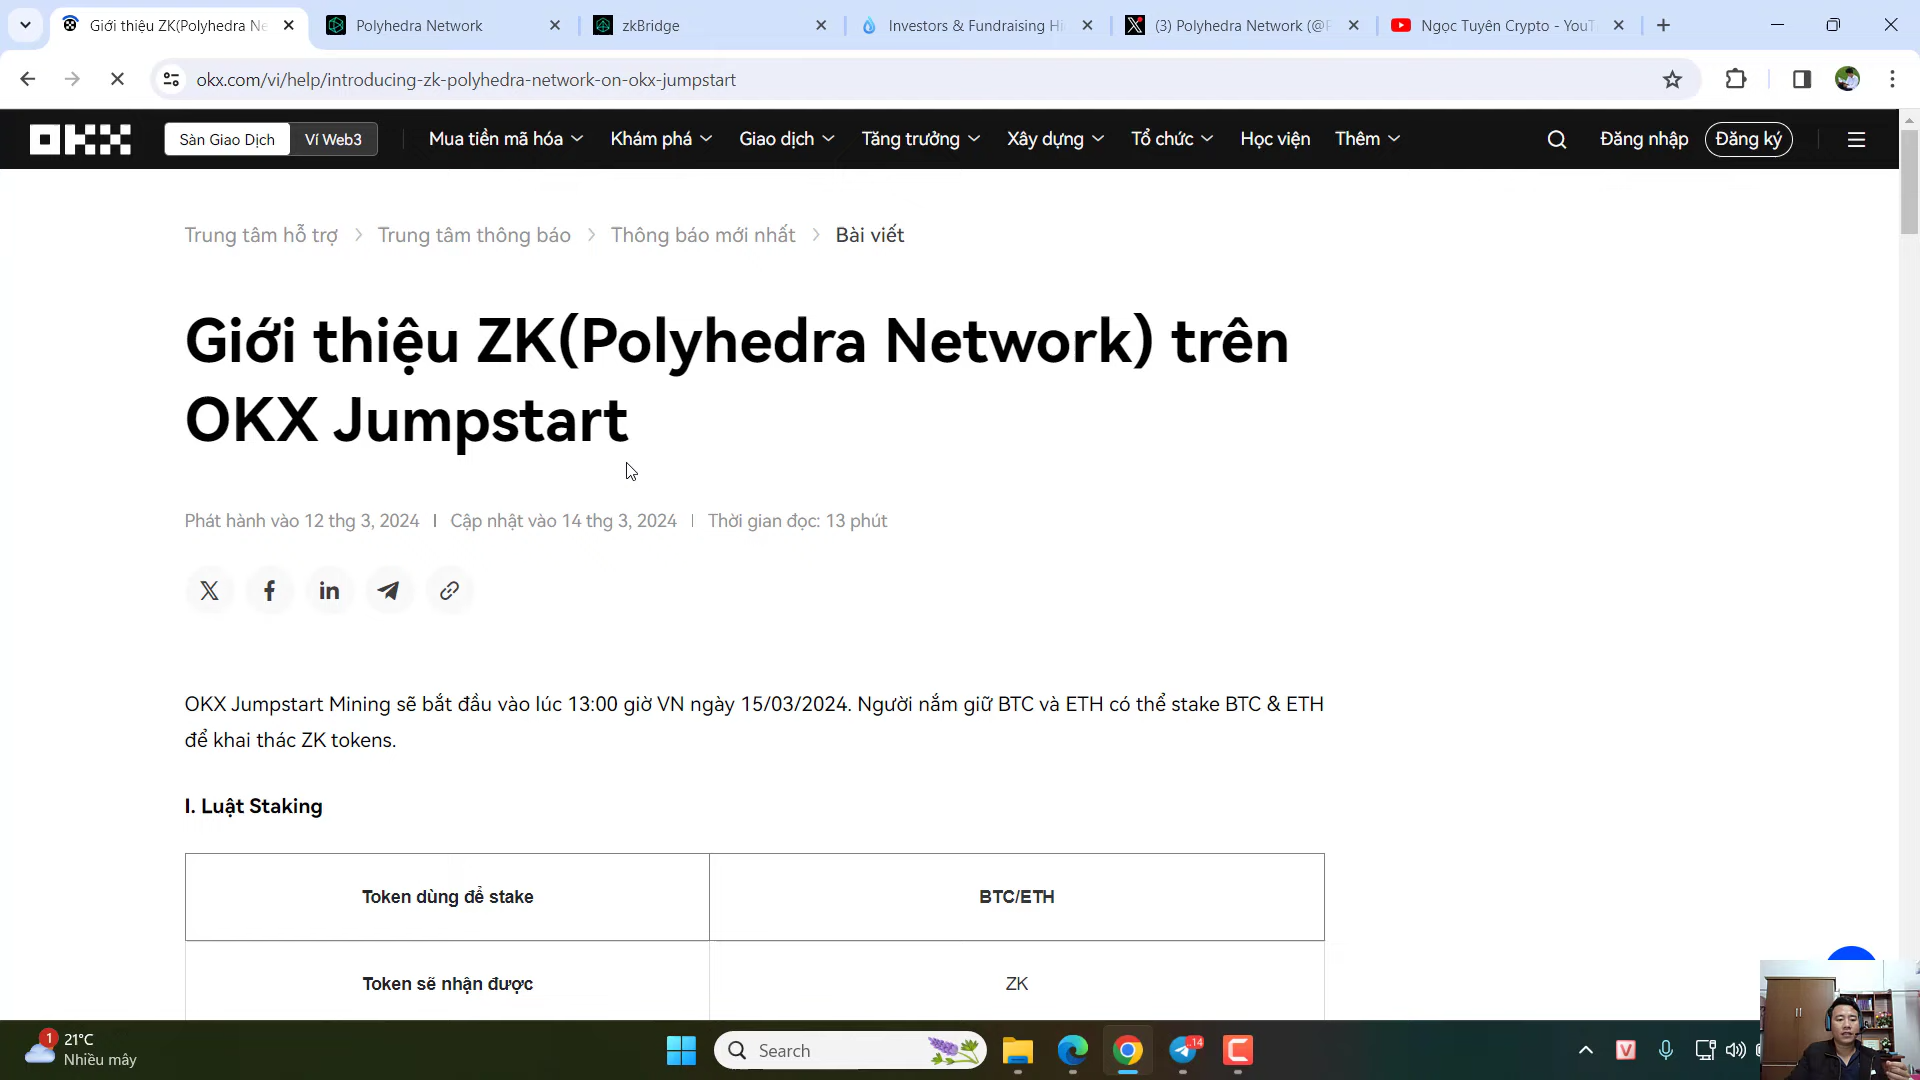 Giới thiệu ZK(Polyhedra Ne
Polyhedra Network
zkBridge
Investors & Fundraising Hi
(3) Polyhedra Network (@P
Ngọc Tuyên Crypto - YouT
okx.com/vi/help/introducing-zk-polyhedra-network-on-okx-jumpstart
OKX
Sàn Giao Dịch
Ví Web3
Mua tiền mã hóa
Khám phá
Giao dịch
Tăng trưởng
Xây dựng
Tổ chức
Học viện
Thêm
Đăng nhập
Đăng ký
Trung tâm hỗ trợ > Trung tâm thông báo > Thông báo mới nhất > Bài viết
Giới thiệu ZK(Polyhedra Network) trên
OKX Jumpstart
Phát hành vào 12 thg 3, 2024 | Cập nhật vào 14 thg 3, 2024 | Thời gian đọc: 13 phút
OKX Jumpstart Mining sẽ bắt đầu vào lúc 13:00 giờ VN ngày 15/03/2024. Người nắm giữ BTC và ETH có thể stake BTC & ETH
để khai thác ZK tokens.
I. Luật Staking
Token dùng để stake
BTC/ETH
Token sẽ nhận được
ZK
1
21°C
Nhiều mây
Search
14